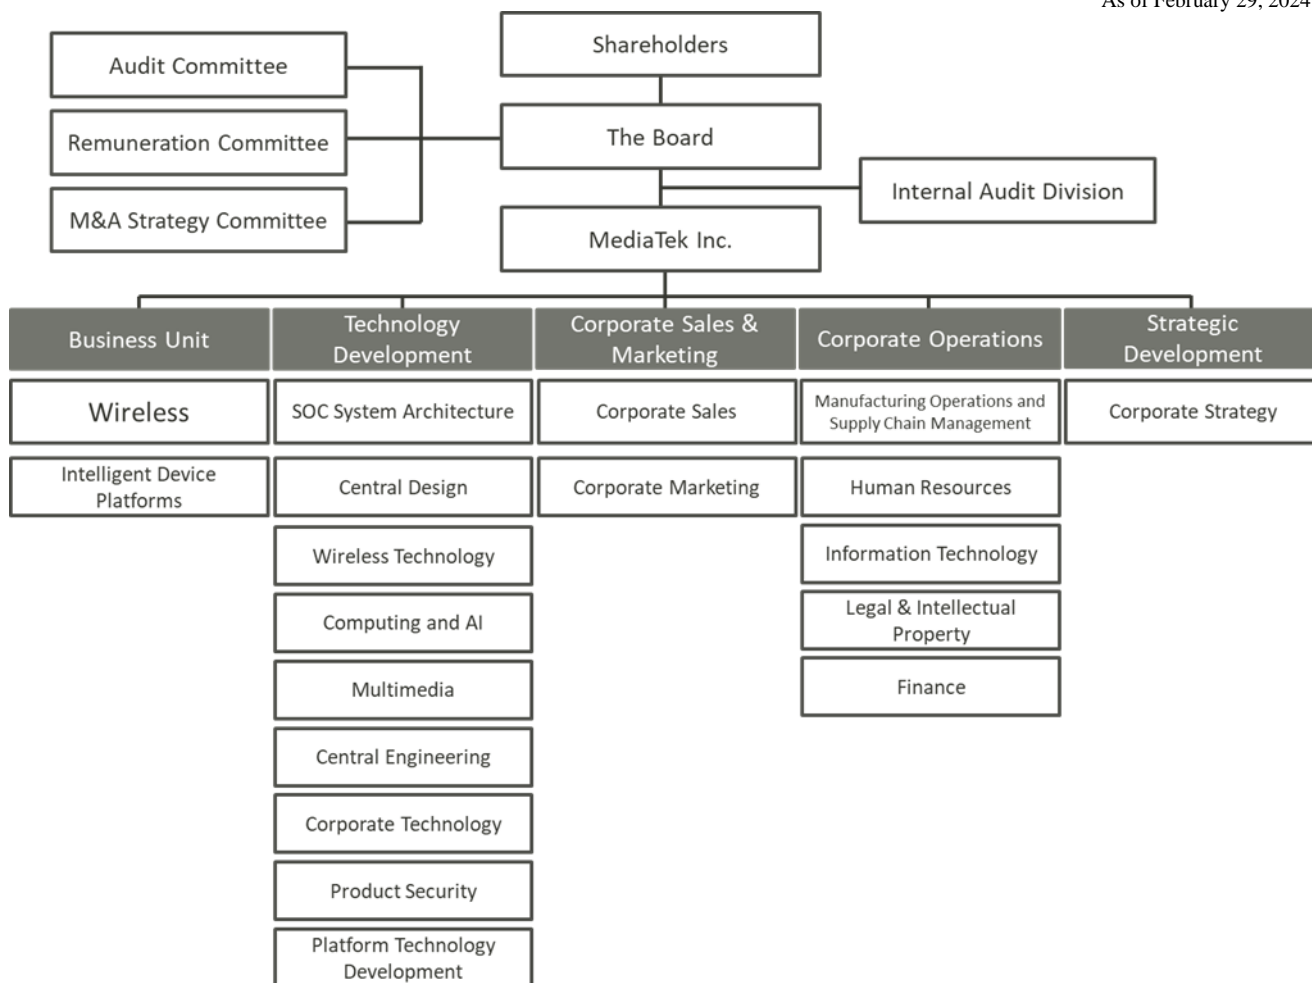 As of February 29, 2024
Shareholders
Audit Committee
The Board
Remuneration Committee
Internal Audit Division
M&A Strategy Committee
MediaTek Inc.
Business Unit
Technology
Development
Corporate Sales &
Marketing
Corporate Operations
Strategic
Development
Wireless
SOC System Architecture
Corporate Sales
Manufacturing Operations and
Supply Chain Management
Corporate Strategy
Intelligent Device
Platforms
Central Design
Corporate Marketing
Human Resources
Wireless Technology
Information Technology
Computing and AI
Legal & Intellectual
Property
Multimedia
Finance
Central Engineering
Corporate Technology
Product Security
Platform Technology
Development